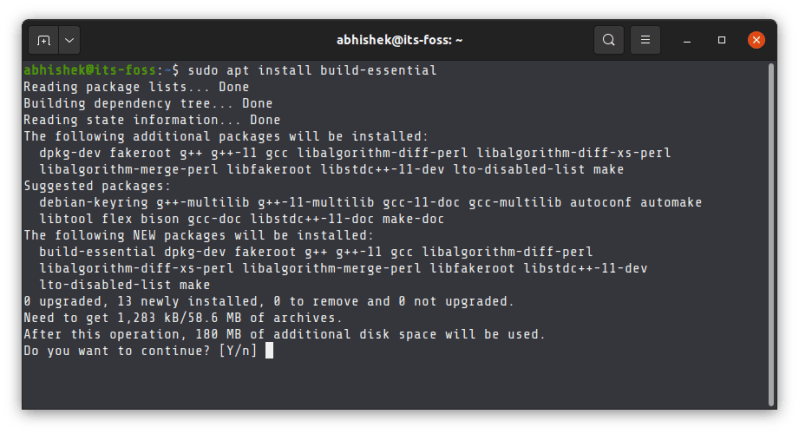 abhishek@its-foss: ~
abhishek@its-foss:~$ sudo apt install build-essential
Reading package lists... Done
Building dependency tree... Done
Reading state information... Done
The following additional packages will be installed:
  dpkg-dev fakeroot g++ g++-11 gcc libalgorithm-diff-perl libalgorithm-diff-xs-perl
  libalgorithm-merge-perl libfakeroot libstdc++-11-dev lto-disabled-list make
Suggested packages:
  debian-keyring g++-multilib g++-11-multilib gcc-11-doc gcc-multilib autoconf automake
  libtool flex bison gcc-doc libstdc++-11-doc make-doc
The following NEW packages will be installed:
  build-essential dpkg-dev fakeroot g++ g++-11 gcc libalgorithm-diff-perl
  libalgorithm-diff-xs-perl libalgorithm-merge-perl libfakeroot libstdc++-11-dev
  lto-disabled-list make
0 upgraded, 13 newly installed, 0 to remove and 0 not upgraded.
Need to get 1,283 kB/58.6 MB of archives.
After this operation, 180 MB of additional disk space will be used.
Do you want to continue? [Y/n]